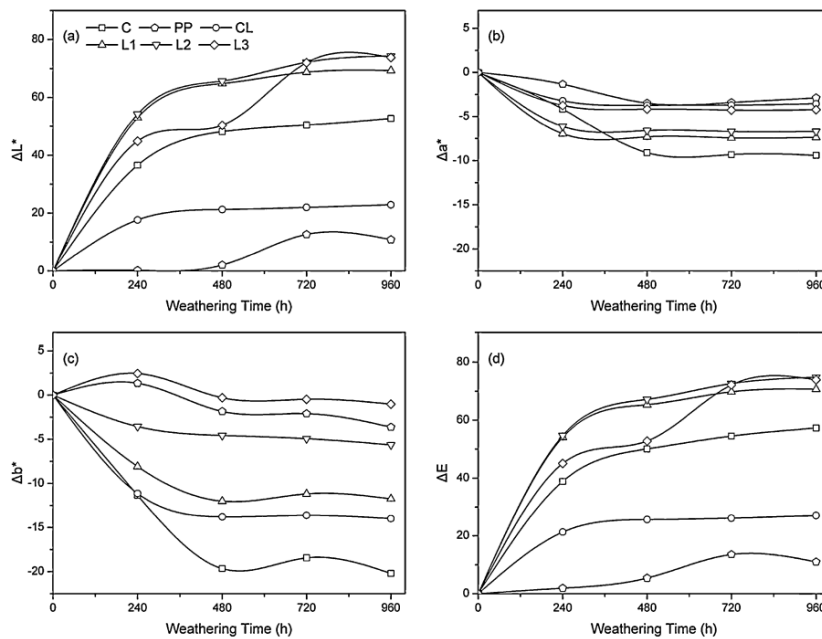 (a)
C PP CL
L1 L2 L3
80
60
40
20
0
ΔL*
0 240 480 720 960
Weathering Time (h)
(b)
5
0
-5
-10
-15
-20
Δa*
0 240 480 720 960
Weathering Time (h)
(c)
5
0
-5
-10
-15
-20
Δb*
0 240 480 720 960
Weathering Time (h)
(d)
80
60
40
20
0
ΔE
0 240 480 720 960
Weathering Time (h)